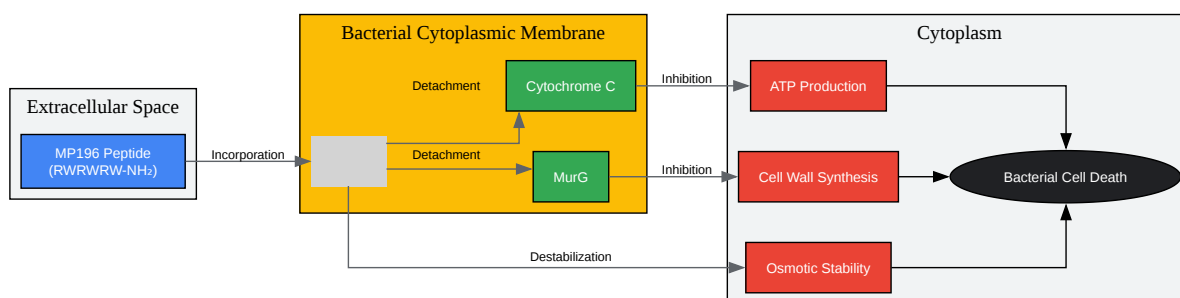 Extracellular Space
MP196 Peptide
(RWRWRW-NH₂)
Incorporation
Bacterial Cytoplasmic Membrane
Detachment
Cytochrome C
Detachment
MurG
Inhibition
Inhibition
Destabilization
Cytoplasm
ATP Production
Cell Wall Synthesis
Osmotic Stability
Bacterial Cell Death